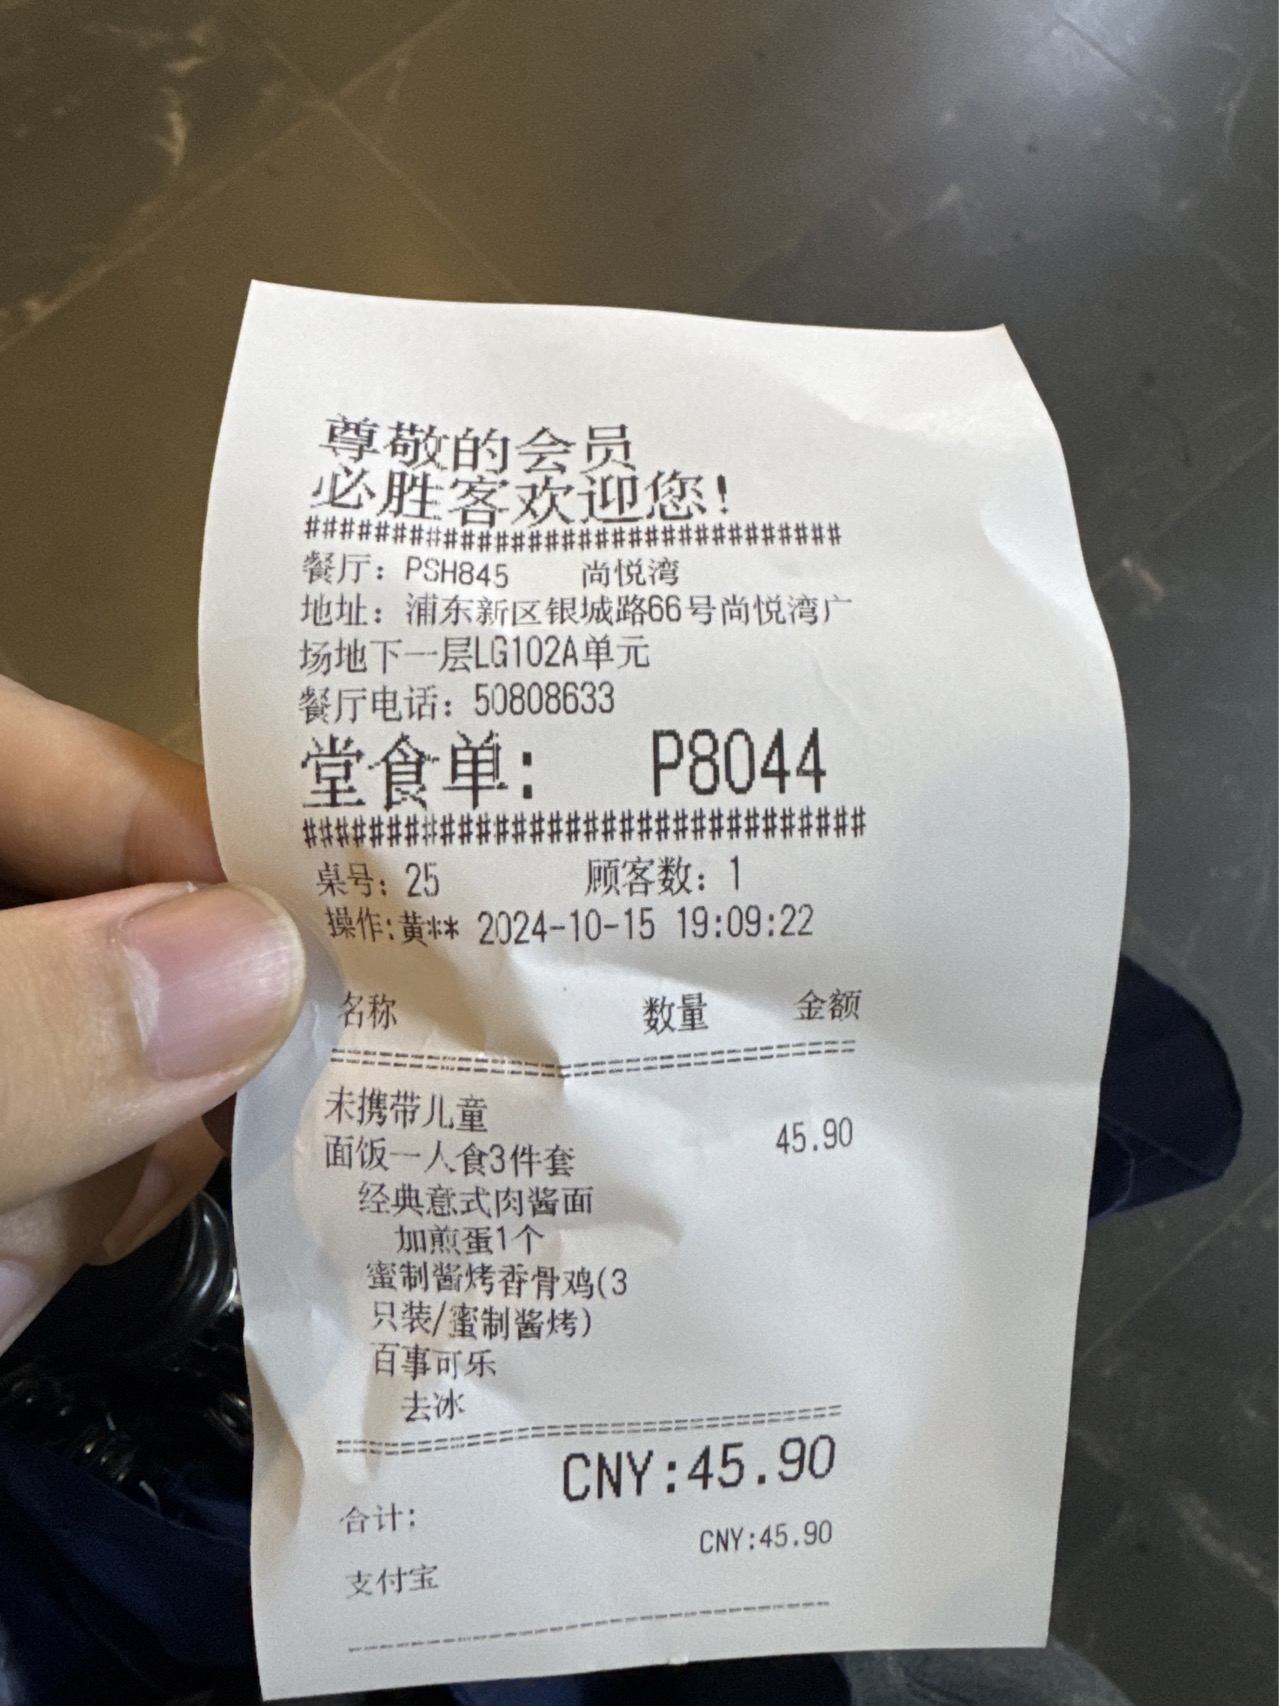 尊敬的会员
必胜客欢迎您!
##############################
餐厅: PSH845 尚悦湾
地址: 浦东新区银城路66号尚悦湾广
场地下一层LG102A单元
餐厅电话: 50808633
堂食单: P8044
##############################
桌号: 25 顾客数: 1
操作:黄** 2024-10-15 19:09:22
名称 数量 金额
未携带儿童
面饭一人食3件套 45.90
经典意式肉酱面
加煎蛋1个
蜜制酱烤香骨鸡(3
只装/蜜制酱烤)
百事可乐
去冰
合计: CNY:45.90
支付宝 CNY:45.90